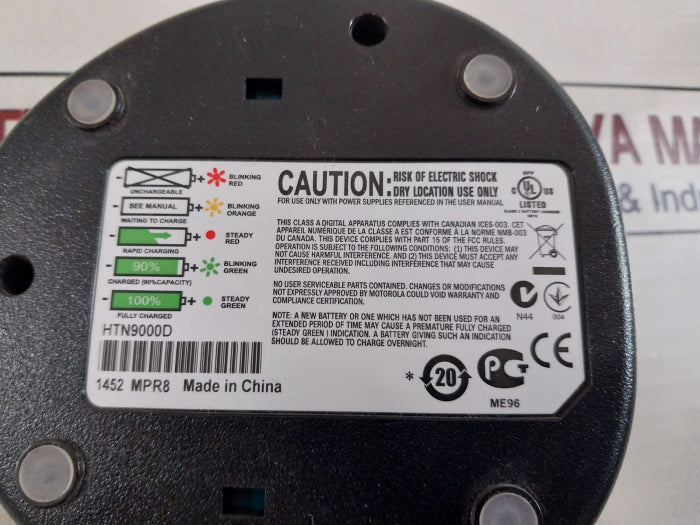 BLINKING RED
UNCHARGEABLE
SEE MANUAL
BLINKING ORANGE
WAITING TO CHARGE
STEADY RED
RAPID CHARGING
90%
BLINKING GREEN
CHARGED (90%CAPACITY)
100%
STEADY GREEN
FULLY CHARGED
HTN9000D
1452 MPR8 Made in China
CAUTION: RISK OF ELECTRIC SHOCK
DRY LOCATION USE ONLY
FOR USE ONLY WITH POWER SUPPLIES REFERENCED IN THE USER MANUAL
THIS CLASS A DIGITAL APPARATUS COMPLIES WITH CANADIAN ICES-003. CET
APPAREIL NUMERIQUE DE LA CLASSE A EST CONFORME À LA NORME NMB-003
DU CANADA. THIS DEVICE COMPLIES WITH PART 15 OF THE FCC RULES.
OPERATION IS SUBJECT TO THE FOLLOWING CONDITIONS: (1) THIS DEVICE MAY
NOT CAUSE HARMFUL INTERFERENCE. AND (2) THIS DEVICE MUST ACCEPT ANY
INTERFERENCE RECEIVED INCLUDING INTERFERENCE THAT MAY CAUSE
UNDESIRED OPERATION.
NO USER SERVICEABLE PARTS CONTAINED. CHANGES OR MODIFICATIONS
NOT EXPRESSLY APPROVED BY MOTOROLA COULD VOID WARRANTY AND
COMPLIANCE CERTIFICATION.
NOTE: A NEW BATTERY OR ONE WHICH HAS NOT BEEN USED FOR AN
EXTENDED PERIOD OF TIME MAY CAUSE A PREMATURE FULLY CHARGED
(STEADY GREEN ) INDICATION. A BATTERY GIVING SUCH AN INDICATION
SHOULD BE ALLOWED TO CHARGE OVERNIGHT.
C UL US
LISTED
N44
004
* 20
CE
ME96
YA MA
& Indu